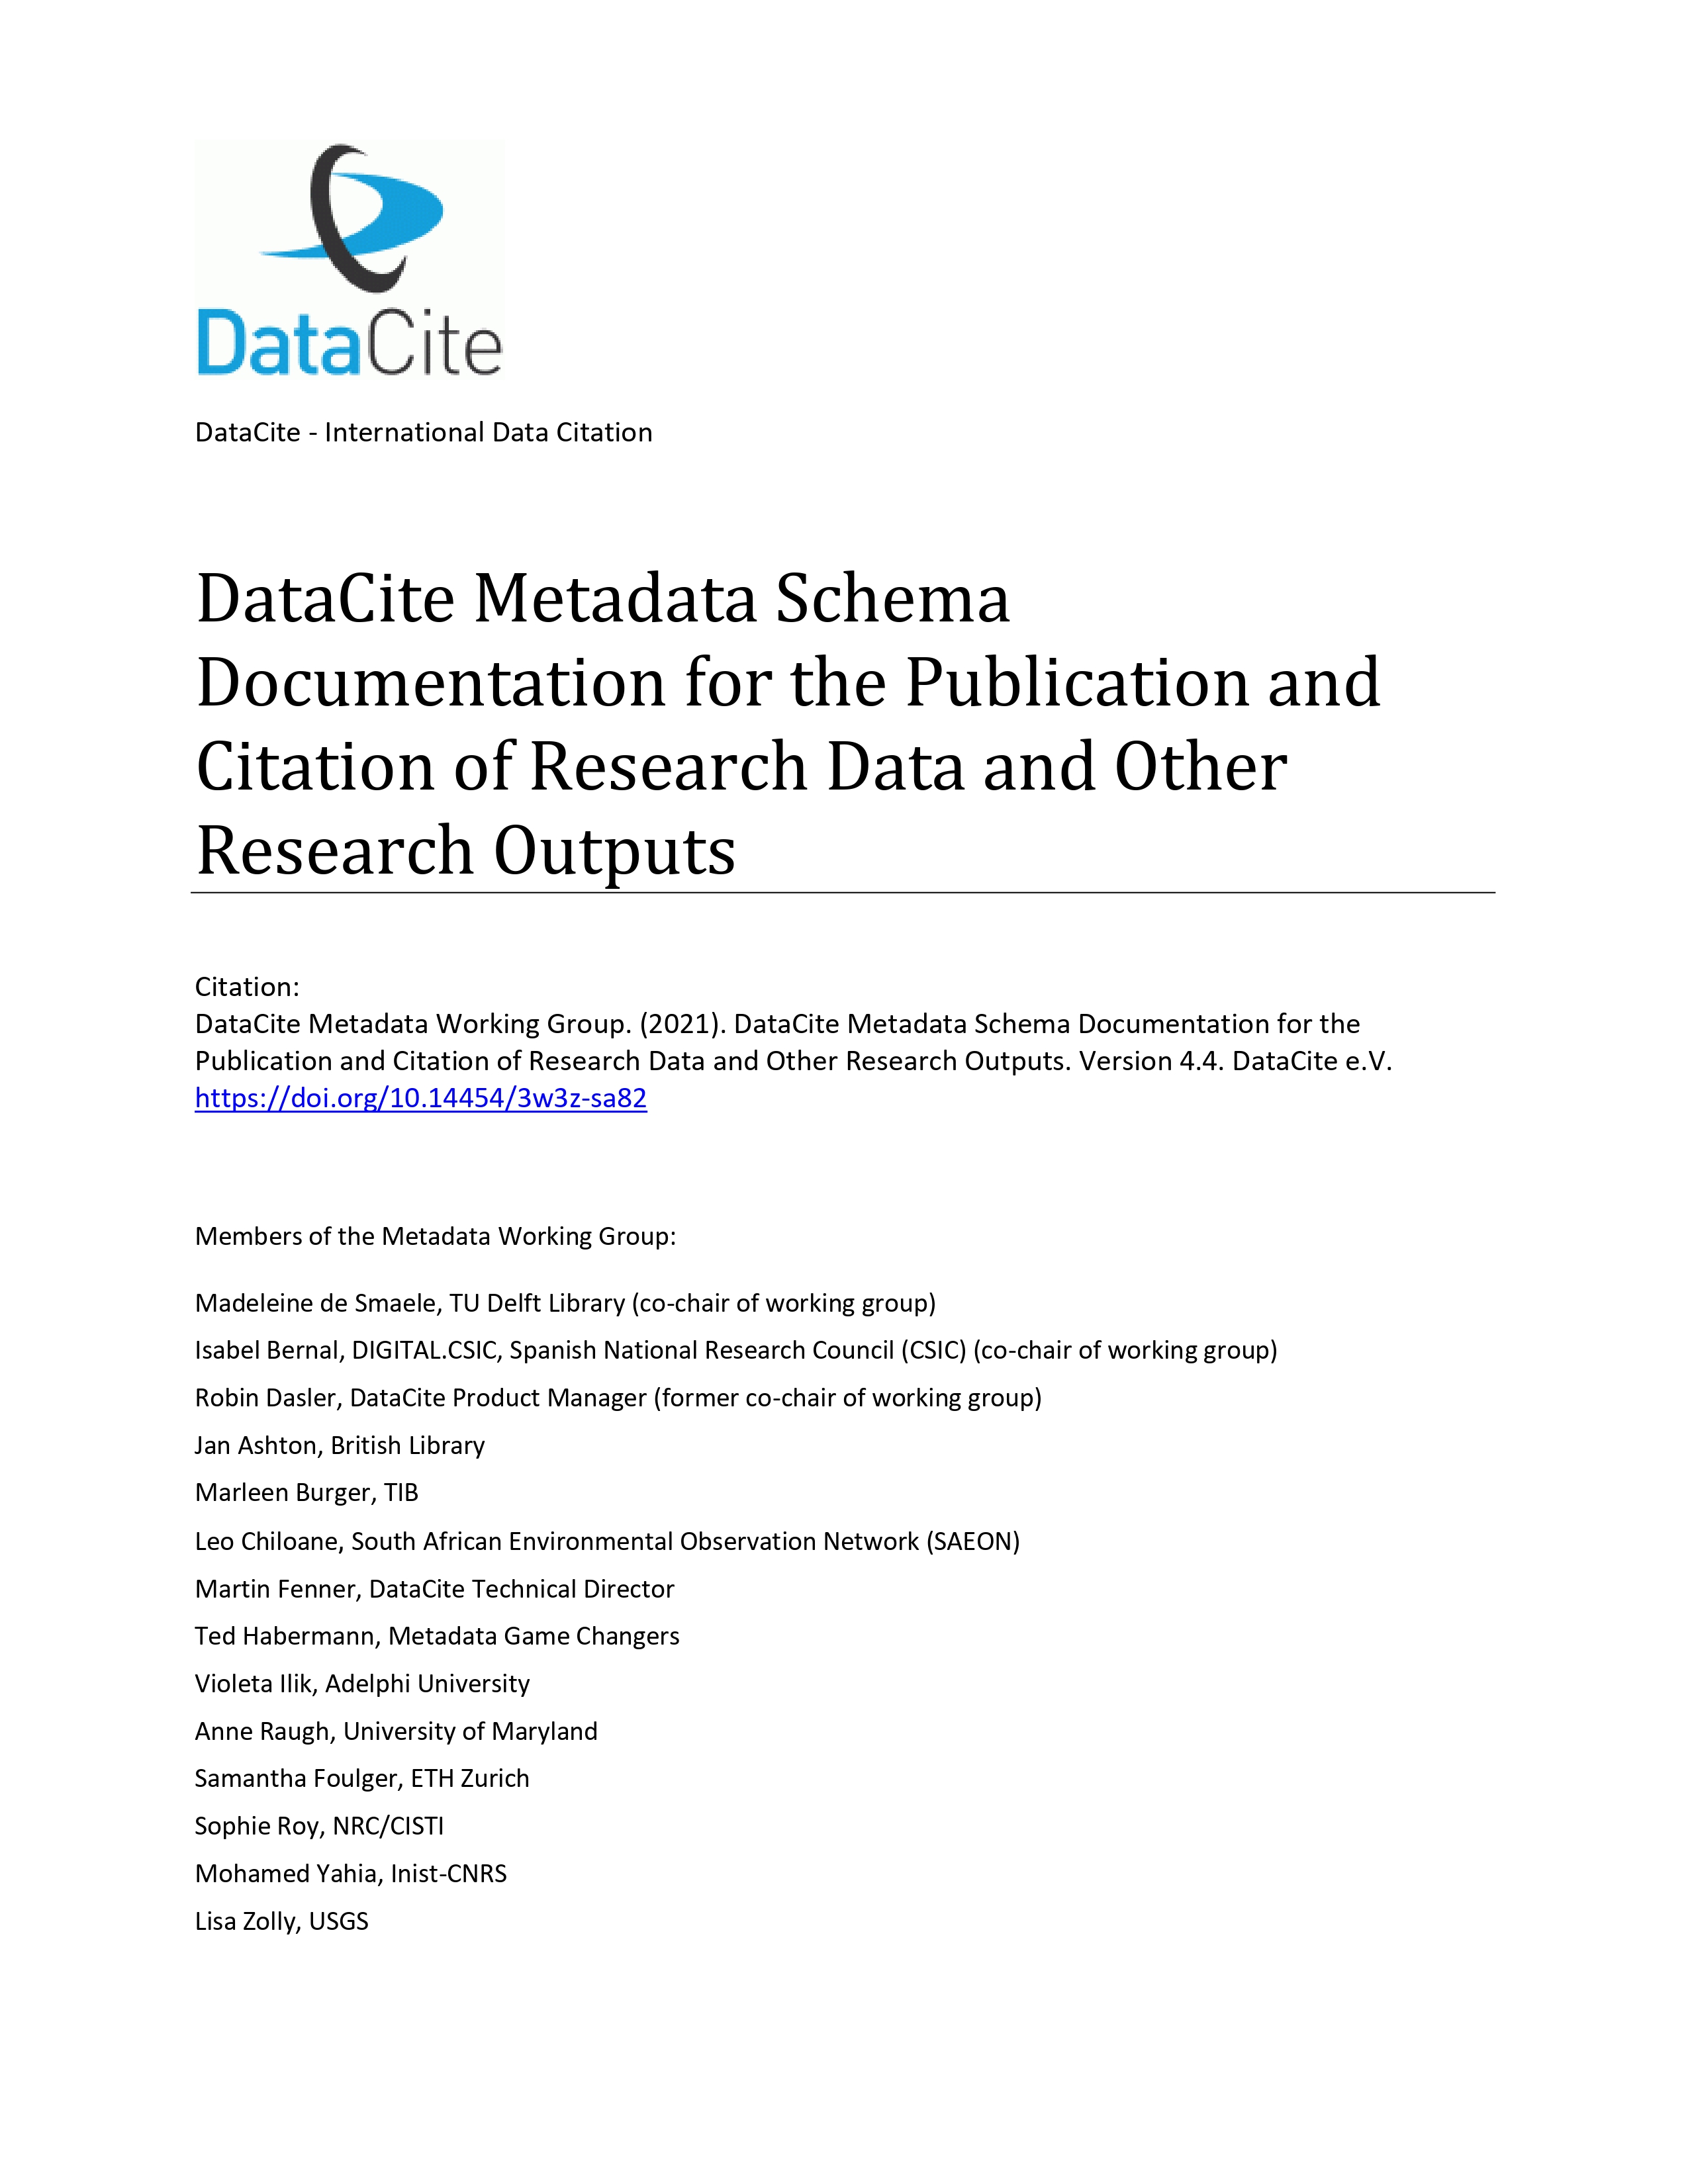 DataCite
DataCite - International Data Citation
DataCite Metadata Schema
Documentation for the Publication and
Citation of Research Data and Other
Research Outputs
Citation:
DataCite Metadata Working Group. (2021). DataCite Metadata Schema Documentation for the
Publication and Citation of Research Data and Other Research Outputs. Version 4.4. DataCite e.V.
https://doi.org/10.14454/3w3z-sa82
Members of the Metadata Working Group:
Madeleine de Smaele, TU Delft Library (co-chair of working group)
Isabel Bernal, DIGITAL.CSIC, Spanish National Research Council (CSIC) (co-chair of working group)
Robin Dasler, DataCite Product Manager (former co-chair of working group)
Jan Ashton, British Library
Marleen Burger, TIB
Leo Chiloane, South African Environmental Observation Network (SAEON)
Martin Fenner, DataCite Technical Director
Ted Habermann, Metadata Game Changers
Violeta Ilik, Adelphi University
Anne Raugh, University of Maryland
Samantha Foulger, ETH Zurich
Sophie Roy, NRC/CISTI
Mohamed Yahia, Inist-CNRS
Lisa Zolly, USGS